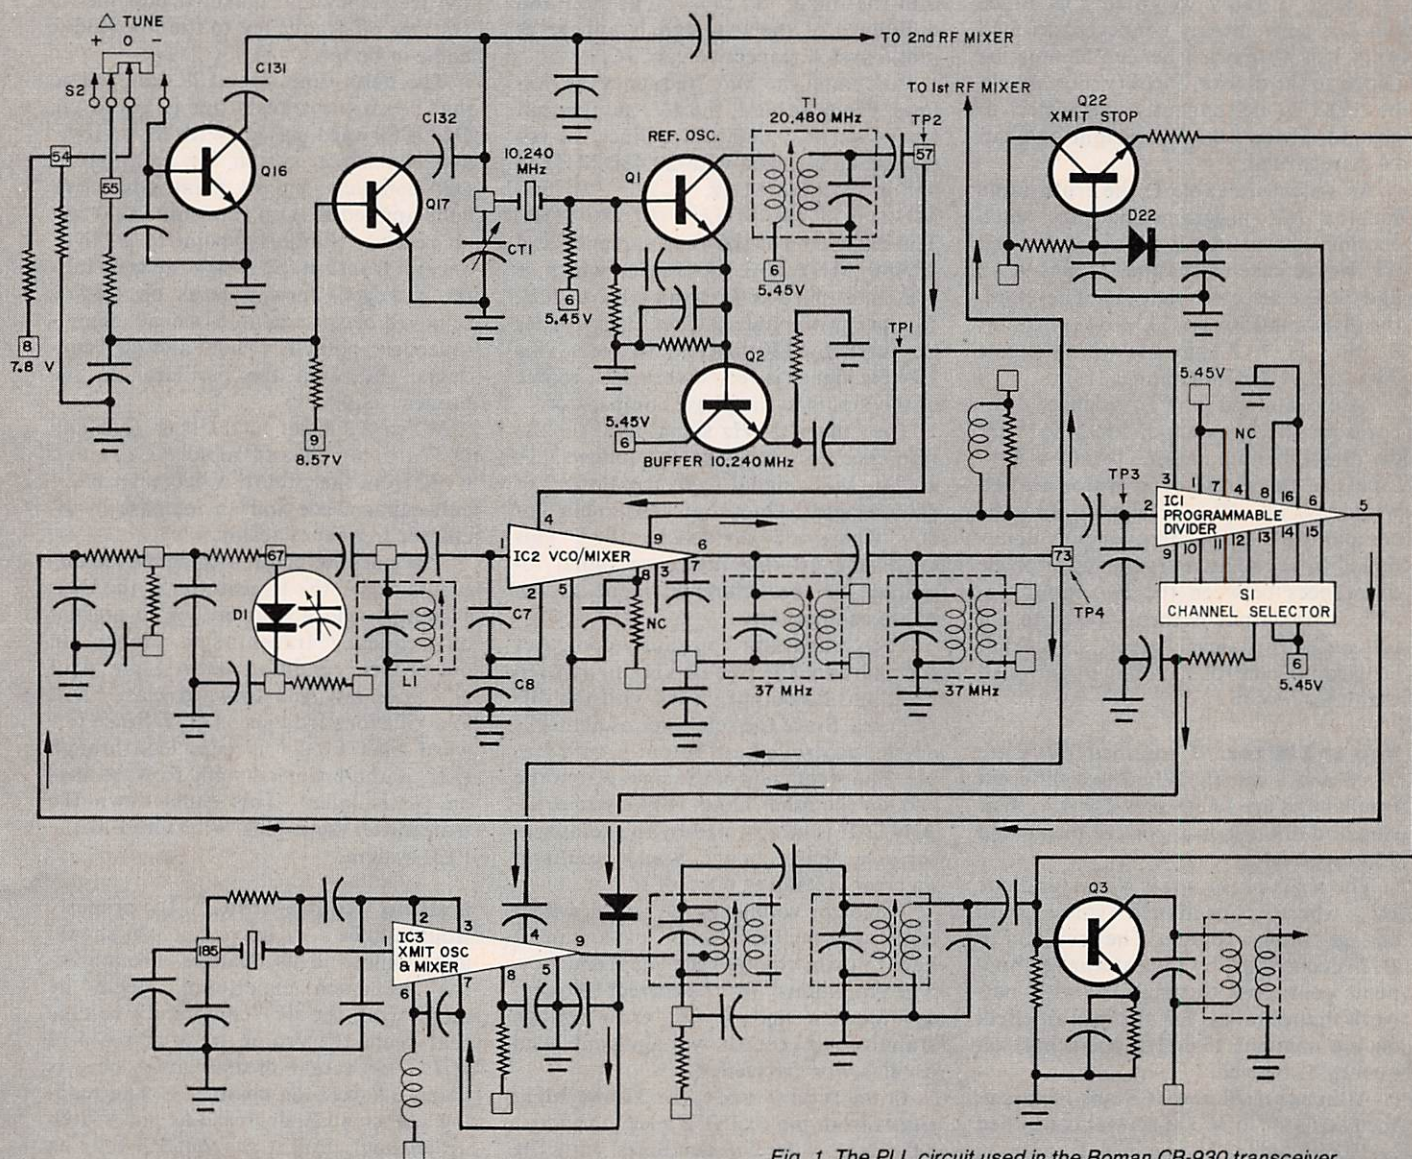 △ TUNE
+ O -
S2
C131
TO 2nd RF MIXER
TO 1st RF MIXER
Q22
XMIT STOP
T1
20.480 MHz
TP2
C132
REF. OSC.
57
54
Q16
10.240
MHz
Q1
55
Q17
D22
CT1
6
5.45V
6
5.45V
TP1
8
7.8 V
Q2
5.45V
5.45V
6
9
8.57V
BUFFER 10.240 MHz
NC
TP3
3 1 7 4 8 16 6
4
2
IC1
PROGRAMMABLE
DIVIDER
5
9 10 11 12 13 14 15
1
IC2 VCO/MIXER
9
6
67
73
2 5 8 3 7
NC
TP4
S1
CHANNEL SELECTOR
D1
C7
C8
L1
37 MHz
37 MHz
6
5.45V
Q3
2 3
185
1
IC3
XMIT OSC
& MIXER
4
9
6 7 8 5
Fig. 1. The PLL circuit used in the Roman CB-930 transceiver